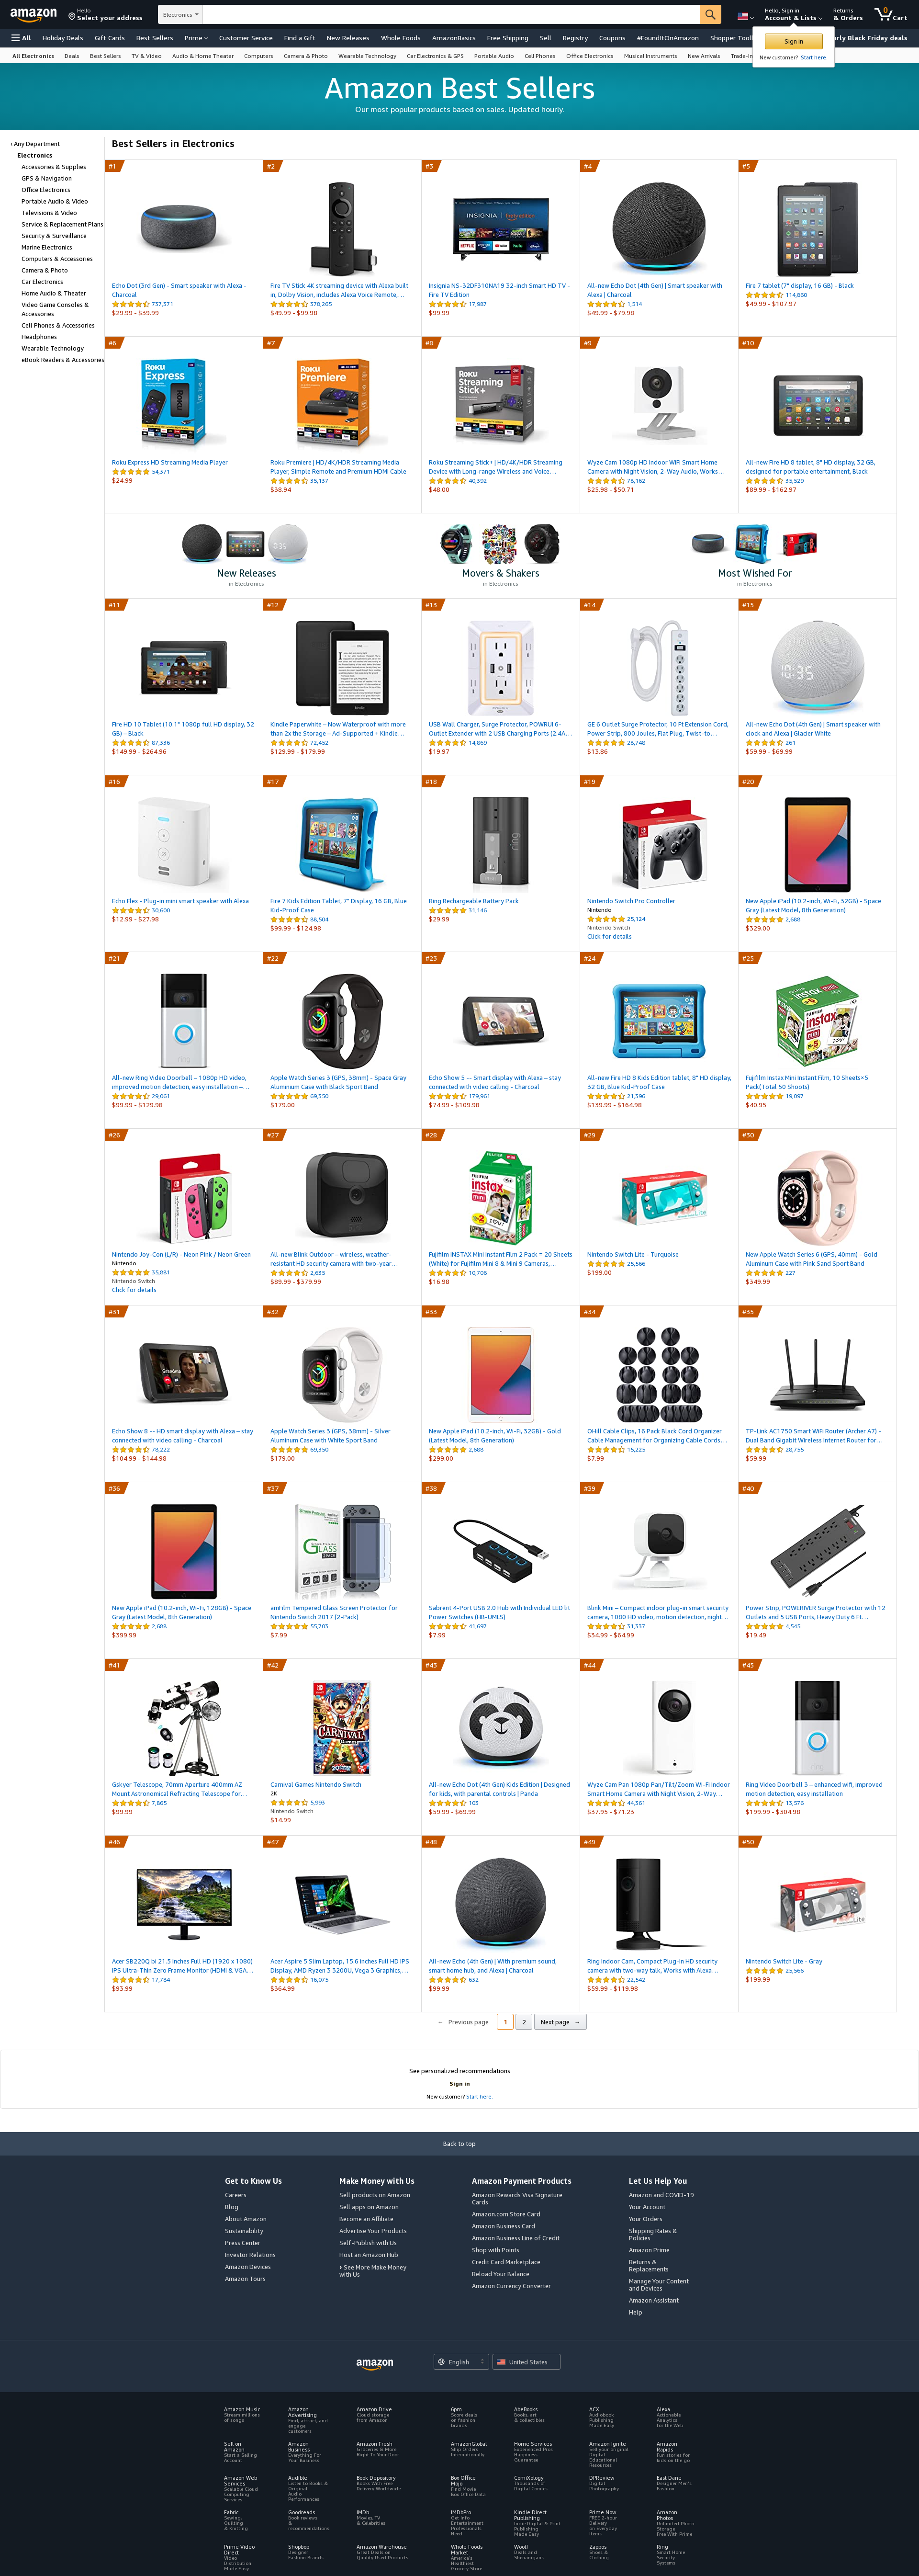 amazon
Hello
Select your address
Electronics
Hello, Sign in
Account & Lists
Returns
& Orders
0
Cart
All
Holiday Deals
Gift Cards
Best Sellers
Prime
Customer Service
Find a Gift
New Releases
Whole Foods
AmazonBasics
Free Shipping
Sell
Registry
Coupons
#FoundItOnAmazon
Shopper
Black Friday deals
Sign in
New customer? Start here.
All Electronics
Deals
Best Sellers
TV & Video
Audio & Home Theater
Computers
Camera & Photo
Wearable Technology
Car Electronics & GPS
Portable Audio
Cell Phones
Office Electronics
Musical Instruments
New Arrivals
Amazon Best Sellers
Our most popular products based on sales. Updated hourly.
‹ Any Department
Electronics
Accessories & Supplies
GPS & Navigation
Office Electronics
Portable Audio & Video
Televisions & Video
Service & Replacement Plans
Security & Surveillance
Marine Electronics
Computers & Accessories
Camera & Photo
Car Electronics
Home Audio & Theater
Video Game Consoles &
Accessories
Cell Phones & Accessories
Headphones
Wearable Technology
eBook Readers & Accessories
Best Sellers in Electronics
#1
Echo Dot (3rd Gen) - Smart speaker with Alexa -
Charcoal
737,371
$29.99 - $39.99
#2
Fire TV Stick 4K streaming device with Alexa built
in, Dolby Vision, includes Alexa Voice Remote,…
378,265
$49.99 - $99.98
#3
INSIGNIA
Insignia NS-32DF310NA19 32-inch Smart HD TV -
Fire TV Edition
17,987
$99.99
#4
All-new Echo Dot (4th Gen) | Smart speaker with
Alexa | Charcoal
1,514
$49.99 - $79.98
#5
Fire 7 tablet (7" display, 16 GB) - Black
114,660
$49.99 - $107.97
#6
Roku
Express
Roku Express HD Streaming Media Player
54,371
$24.99
#7
Roku
Premiere
Roku Premiere | HD/4K/HDR Streaming Media
Player, Simple Remote and Premium HDMI Cable
35,137
$38.94
#8
Roku
Streaming
Stick+
Roku Streaming Stick+ | HD/4K/HDR Streaming
Device with Long-range Wireless and Voice…
40,392
$48.00
#9
Wyze Cam 1080p HD Indoor WiFi Smart Home
Camera with Night Vision, 2-Way Audio, Works…
78,162
$25.98 - $50.71
#10
All-new Fire HD 8 tablet, 8" HD display, 32 GB,
designed for portable entertainment, Black
35,529
$89.99 - $162.97
New Releases
in Electronics
Movers & Shakers
in Electronics
Most Wished For
in Electronics
#11
Fire HD 10 Tablet (10.1" 1080p full HD display, 32
GB) – Black
87,336
$149.99 - $264.96
#12
Kindle Paperwhite – Now Waterproof with more
than 2x the Storage – Ad-Supported + Kindle…
72,452
$129.99 - $179.99
#13
USB Wall Charger, Surge Protector, POWRUI 6-
Outlet Extender with 2 USB Charging Ports (2.4A…
14,869
$19.97
#14
GE 6 Outlet Surge Protector, 10 Ft Extension Cord,
Power Strip, 800 Joules, Flat Plug, Twist-to…
28,748
$13.86
#15
10:35
All-new Echo Dot (4th Gen) | Smart speaker with
clock and Alexa | Glacier White
261
$59.99 - $69.99
#16
Echo Flex - Plug-in mini smart speaker with Alexa
30,600
$12.99 - $27.98
#17
Fire 7 Kids Edition Tablet, 7" Display, 16 GB, Blue
Kid-Proof Case
88,504
$99.99 - $124.98
#18
ring
Ring Rechargeable Battery Pack
31,146
$29.99
#19
Nintendo Switch Pro Controller
Nintendo
25,124
Nintendo Switch
Click for details
#20
New Apple iPad (10.2-inch, Wi-Fi, 32GB) - Space
Gray (Latest Model, 8th Generation)
2,688
$329.00
#21
All-new Ring Video Doorbell – 1080p HD video,
improved motion detection, easy installation –…
29,061
$99.99 - $129.98
#22
Apple Watch Series 3 (GPS, 38mm) - Space Gray
Aluminium Case with Black Sport Band
69,350
$179.00
#23
Echo Show 5 -- Smart display with Alexa – stay
connected with video calling - Charcoal
179,961
$74.99 - $109.98
#24
All-new Fire HD 8 Kids Edition tablet, 8" HD display,
32 GB, Blue Kid-Proof Case
21,396
$139.99 - $164.98
#25
instax
mini
Fujifilm Instax Mini Instant Film, 10 Sheets×5
Pack(Total 50 Shoots)
19,097
$40.95
#26
Nintendo Joy-Con (L/R) - Neon Pink / Neon Green
Nintendo
35,881
Nintendo Switch
Click for details
#27
All-new Blink Outdoor – wireless, weather-
resistant HD security camera with two-year…
2,635
$89.99 - $379.99
#28
instax
mini
Fujifilm INSTAX Mini Instant Film 2 Pack = 20 Sheets
(White) for Fujifilm Mini 8 & Mini 9 Cameras,…
10,706
$16.98
#29
Nintendo Switch Lite - Turquoise
25,566
$199.00
#30
New Apple Watch Series 6 (GPS, 40mm) - Gold
Aluminum Case with Pink Sand Sport Band
227
$349.99
#31
Grandma
Echo Show 8 -- HD smart display with Alexa – stay
connected with video calling - Charcoal
78,222
$104.99 - $144.98
#32
Apple Watch Series 3 (GPS, 38mm) - Silver
Aluminum Case with White Sport Band
69,350
$179.00
#33
New Apple iPad (10.2-inch, Wi-Fi, 32GB) - Gold
(Latest Model, 8th Generation)
2,688
$299.00
#34
OHill Cable Clips, 16 Pack Black Cord Organizer
Cable Management for Organizing Cable Cords…
15,225
$7.99
#35
TP-Link AC1750 Smart WiFi Router (Archer A7) -
Dual Band Gigabit Wireless Internet Router for…
28,755
$59.99
#36
New Apple iPad (10.2-inch, Wi-Fi, 128GB) - Space
Gray (Latest Model, 8th Generation)
2,688
$399.99
#37
GLASS
amFilm Tempered Glass Screen Protector for
Nintendo Switch 2017 (2-Pack)
55,703
$7.99
#38
Sabrent 4-Port USB 2.0 Hub with Individual LED lit
Power Switches (HB-UMLS)
41,697
$7.99
#39
Blink Mini – Compact indoor plug-in smart security
camera, 1080 HD video, motion detection, night…
31,337
$34.99 - $64.99
#40
Power Strip, POWERIVER Surge Protector with 12
Outlets and 5 USB Ports, Heavy Duty 6 Ft…
4,545
$19.49
#41
Gskyer Telescope, 70mm Aperture 400mm AZ
Mount Astronomical Refracting Telescope for…
7,865
$99.99
#42
CARNIVAL
Carnival Games Nintendo Switch
2K
5,993
Nintendo Switch
$14.99
#43
All-new Echo Dot (4th Gen) Kids Edition | Designed
for kids, with parental controls | Panda
103
$59.99 - $69.99
#44
Wyze Cam Pan 1080p Pan/Tilt/Zoom Wi-Fi Indoor
Smart Home Camera with Night Vision, 2-Way…
44,361
$37.95 - $71.23
#45
Ring Video Doorbell 3 – enhanced wifi, improved
motion detection, easy installation
13,576
$199.99 - $304.98
#46
Acer SB220Q bi 21.5 Inches Full HD (1920 x 1080)
IPS Ultra-Thin Zero Frame Monitor (HDMI & VGA…
17,784
$93.99
#47
Acer Aspire 5 Slim Laptop, 15.6 inches Full HD IPS
Display, AMD Ryzen 3 3200U, Vega 3 Graphics,…
16,075
$364.99
#48
All-new Echo (4th Gen) | With premium sound,
smart home hub, and Alexa | Charcoal
632
$99.99
#49
Ring Indoor Cam, Compact Plug-In HD security
camera with two-way talk, Works with Alexa…
22,542
$59.99 - $119.98
#50
Nintendo Switch Lite - Gray
25,566
$199.99
← Previous page
1
2
Next page →
See personalized recommendations
Sign in
New customer? Start here.
Back to top
Get to Know Us
Careers
Blog
About Amazon
Sustainability
Press Center
Investor Relations
Amazon Devices
Amazon Tours
Make Money with Us
Sell products on Amazon
Sell apps on Amazon
Become an Affiliate
Advertise Your Products
Self-Publish with Us
Host an Amazon Hub
› See More Make Money
with Us
Amazon Payment Products
Amazon Rewards Visa Signature
Cards
Amazon.com Store Card
Amazon Business Card
Amazon Business Line of Credit
Shop with Points
Credit Card Marketplace
Reload Your Balance
Amazon Currency Converter
Let Us Help You
Amazon and COVID-19
Your Account
Your Orders
Shipping Rates &
Policies
Amazon Prime
Returns &
Replacements
Manage Your Content
and Devices
Amazon Assistant
Help
amazon
English
United States
Amazon Music
Stream millions
of songs
Amazon
Advertising
Find, attract, and
engage
customers
Amazon Drive
Cloud storage
from Amazon
6pm
Score deals
on fashion
brands
AbeBooks
Books, art
& collectibles
ACX
Audiobook
Publishing
Made Easy
Alexa
Actionable
Analytics
for the Web
Sell on
Amazon
Start a Selling
Account
Amazon
Business
Everything For
Your Business
Amazon Fresh
Groceries & More
Right To Your Door
AmazonGlobal
Ship Orders
Internationally
Home Services
Experienced Pros
Happiness
Guarantee
Amazon Ignite
Sell your original
Digital
Educational
Resources
Amazon
Rapids
Fun stories for
kids on the go
Amazon Web
Services
Scalable Cloud
Computing
Services
Audible
Listen to Books &
Original
Audio
Performances
Book Depository
Books With Free
Delivery Worldwide
Box Office
Mojo
Find Movie
Box Office Data
ComiXology
Thousands of
Digital Comics
DPReview
Digital
Photography
East Dane
Designer Men's
Fashion
Fabric
Sewing,
Quilting
& Knitting
Goodreads
Book reviews
&
recommendations
IMDb
Movies, TV
& Celebrities
IMDbPro
Get Info
Entertainment
Professionals
Need
Kindle Direct
Publishing
Indie Digital & Print
Publishing
Made Easy
Prime Now
FREE 2-hour
Delivery
on Everyday
Items
Amazon
Photos
Unlimited Photo
Storage
Free With Prime
Prime Video
Direct
Video
Distribution
Made Easy
Shopbop
Designer
Fashion Brands
Amazon Warehouse
Great Deals on
Quality Used Products
Whole Foods
Market
America's
Healthiest
Grocery Store
Woot!
Deals and
Shenanigans
Zappos
Shoes &
Clothing
Ring
Smart Home
Security
Systems